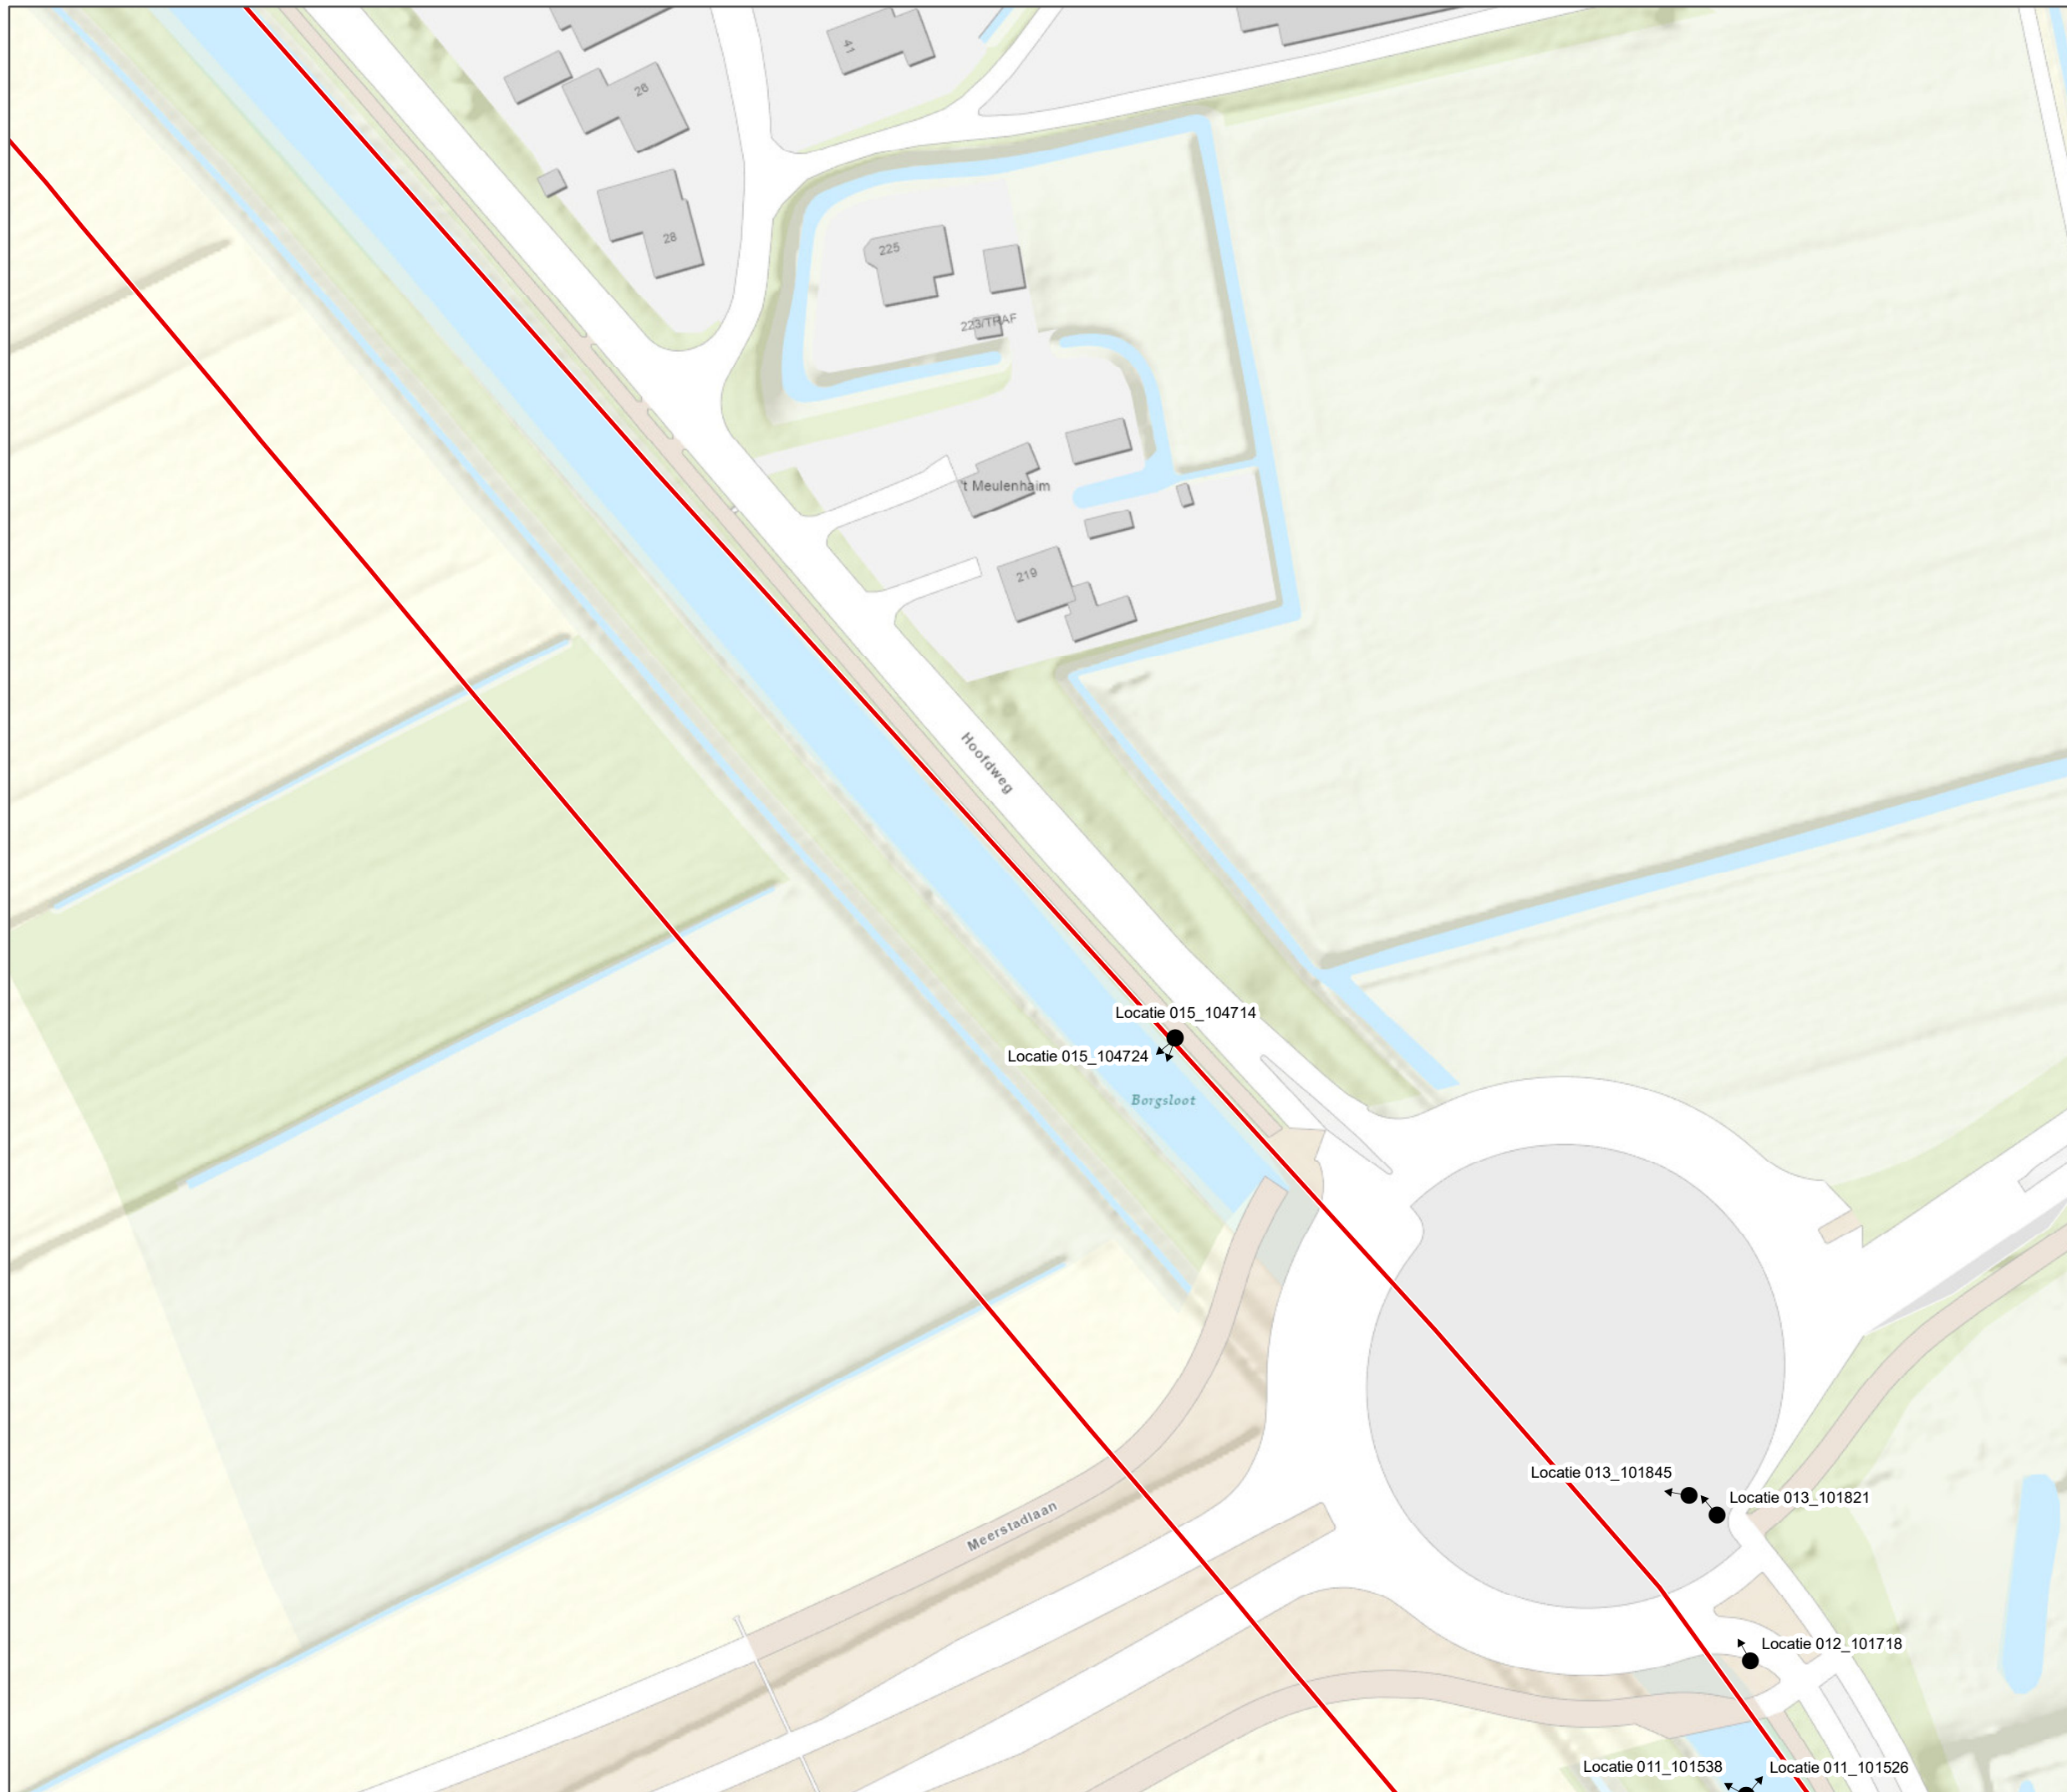 41
26
28
225
223/TRAF
't Meulenhaim
219
Hoofdweg
Locatie 015_104714
Locatie 015_104724
Borgsloot
Locatie 013_101845
Locatie 013_101821
Meerstadlaan
Locatie 012_101718
Locatie 011_101538
Locatie 011_101526